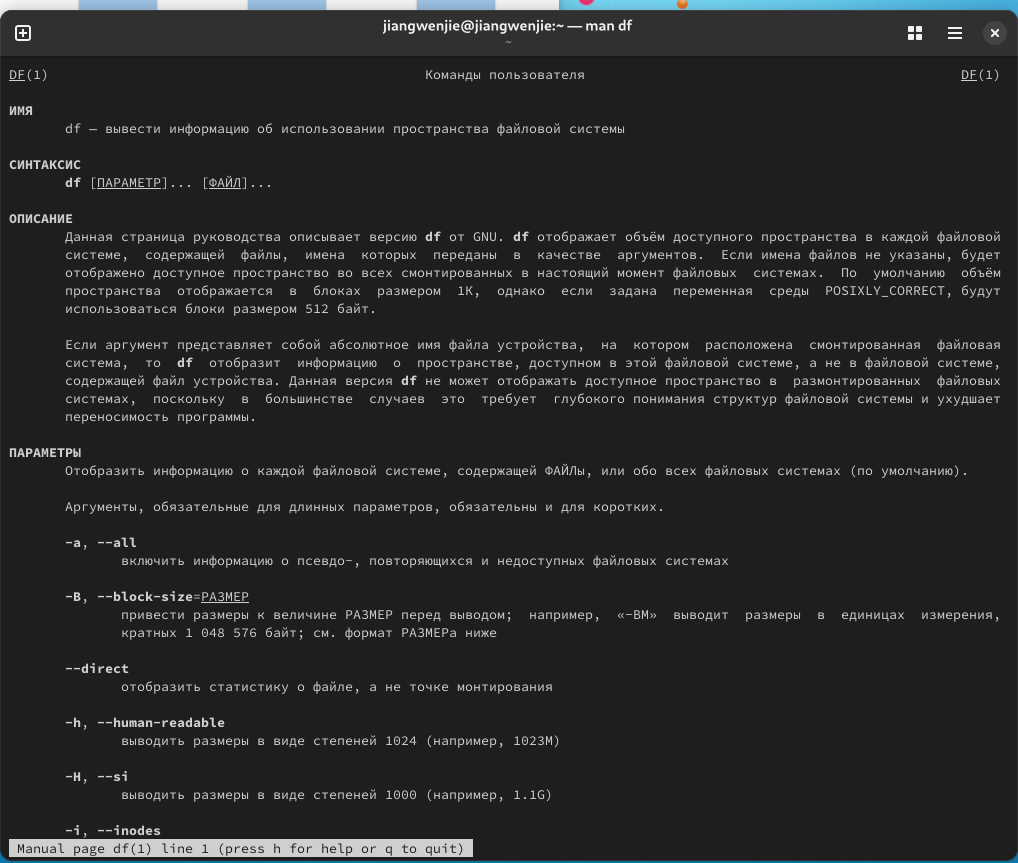 jiangwenjie@jiangwenjie:~ — man df
~
DF(1) Команды пользователя DF(1)
ИМЯ
df — вывести информацию об использовании пространства файловой системы
СИНТАКСИС
df [ПАРАМЕТР]... [ФАЙЛ]...
ОПИСАНИЕ
Данная страница руководства описывает версию df от GNU. df отображает объём доступного пространства в каждой файловой
системе, содержащей файлы, имена которых переданы в качестве аргументов. Если имена файлов не указаны, будет
отображено доступное пространство во всех смонтированных в настоящий момент файловых системах. По умолчанию объём
пространства отображается в блоках размером 1K, однако если задана переменная среды POSIXLY_CORRECT, будут
использоваться блоки размером 512 байт.
Если аргумент представляет собой абсолютное имя файла устройства, на котором расположена смонтированная файловая
система, то df отобразит информацию о пространстве, доступном в этой файловой системе, а не в файловой системе,
содержащей файл устройства. Данная версия df не может отображать доступное пространство в размонтированных файловых
системах, поскольку в большинстве случаев это требует глубокого понимания структур файловой системы и ухудшает
переносимость программы.
ПАРАМЕТРЫ
Отобразить информацию о каждой файловой системе, содержащей ФАЙЛы, или обо всех файловых системах (по умолчанию).
Аргументы, обязательные для длинных параметров, обязательны и для коротких.
-a, --all
включить информацию о псевдо-, повторяющихся и недоступных файловых системах
-B, --block-size=РАЗМЕР
привести размеры к величине РАЗМЕР перед выводом; например, «-BM» выводит размеры в единицах измерения,
кратных 1 048 576 байт; см. формат РАЗМЕРа ниже
--direct
отобразить статистику о файле, а не точке монтирования
-h, --human-readable
выводить размеры в виде степеней 1024 (например, 1023M)
-H, --si
выводить размеры в виде степеней 1000 (например, 1.1G)
-i, --inodes
Manual page df(1) line 1 (press h for help or q to quit)